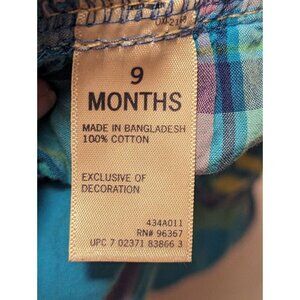 9
MONTHS
MADE IN BANGLADESH
100% COTTON
EXCLUSIVE OF
DECORATION
434A011
RN# 96367
UPC 7 02371 83866 3